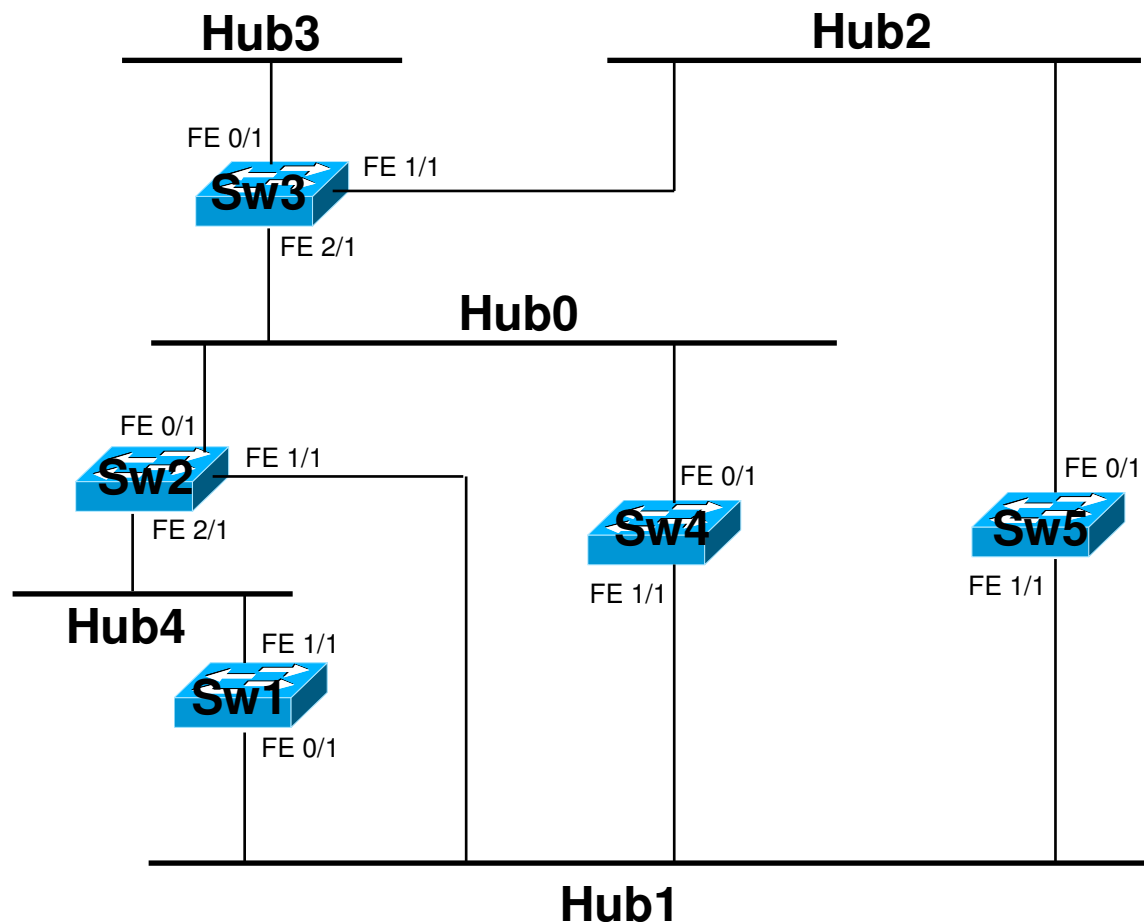 Hub3
Hub2
FE 0/1
FE 1/1
Sw3
FE 2/1
Hub0
FE 0/1
FE 1/1
Sw2
FE 2/1
FE 0/1
Sw4
FE 1/1
FE 0/1
Sw5
FE 1/1
Hub4
FE 1/1
Sw1
FE 0/1
Hub1